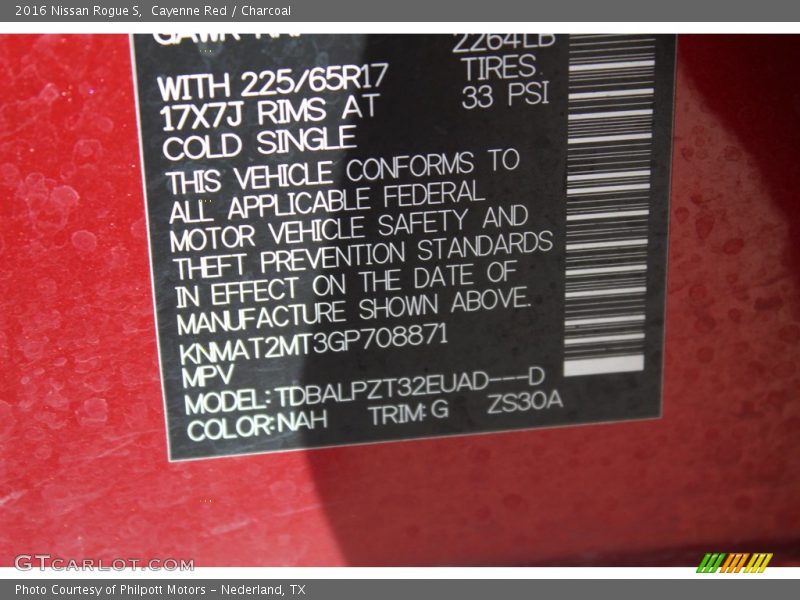 2016 Nissan Rogue S, Cayenne Red / Charcoal
2264LB
WITH 225/65R17 TIRES
17X7J RIMS AT 33 PSI
COLD SINGLE
THIS VEHICLE CONFORMS TO
ALL APPLICABLE FEDERAL
MOTOR VEHICLE SAFETY AND
THEFT PREVENTION STANDARDS
IN EFFECT ON THE DATE OF
MANUFACTURE SHOWN ABOVE.
KNMAT2MT3GP708871
MPV
MODEL:TDBALPZT32EUAD---D
COLOR:NAH TRIM:G ZS30A
GTCARLOT.COM
Photo Courtesy of Philpott Motors - Nederland, TX